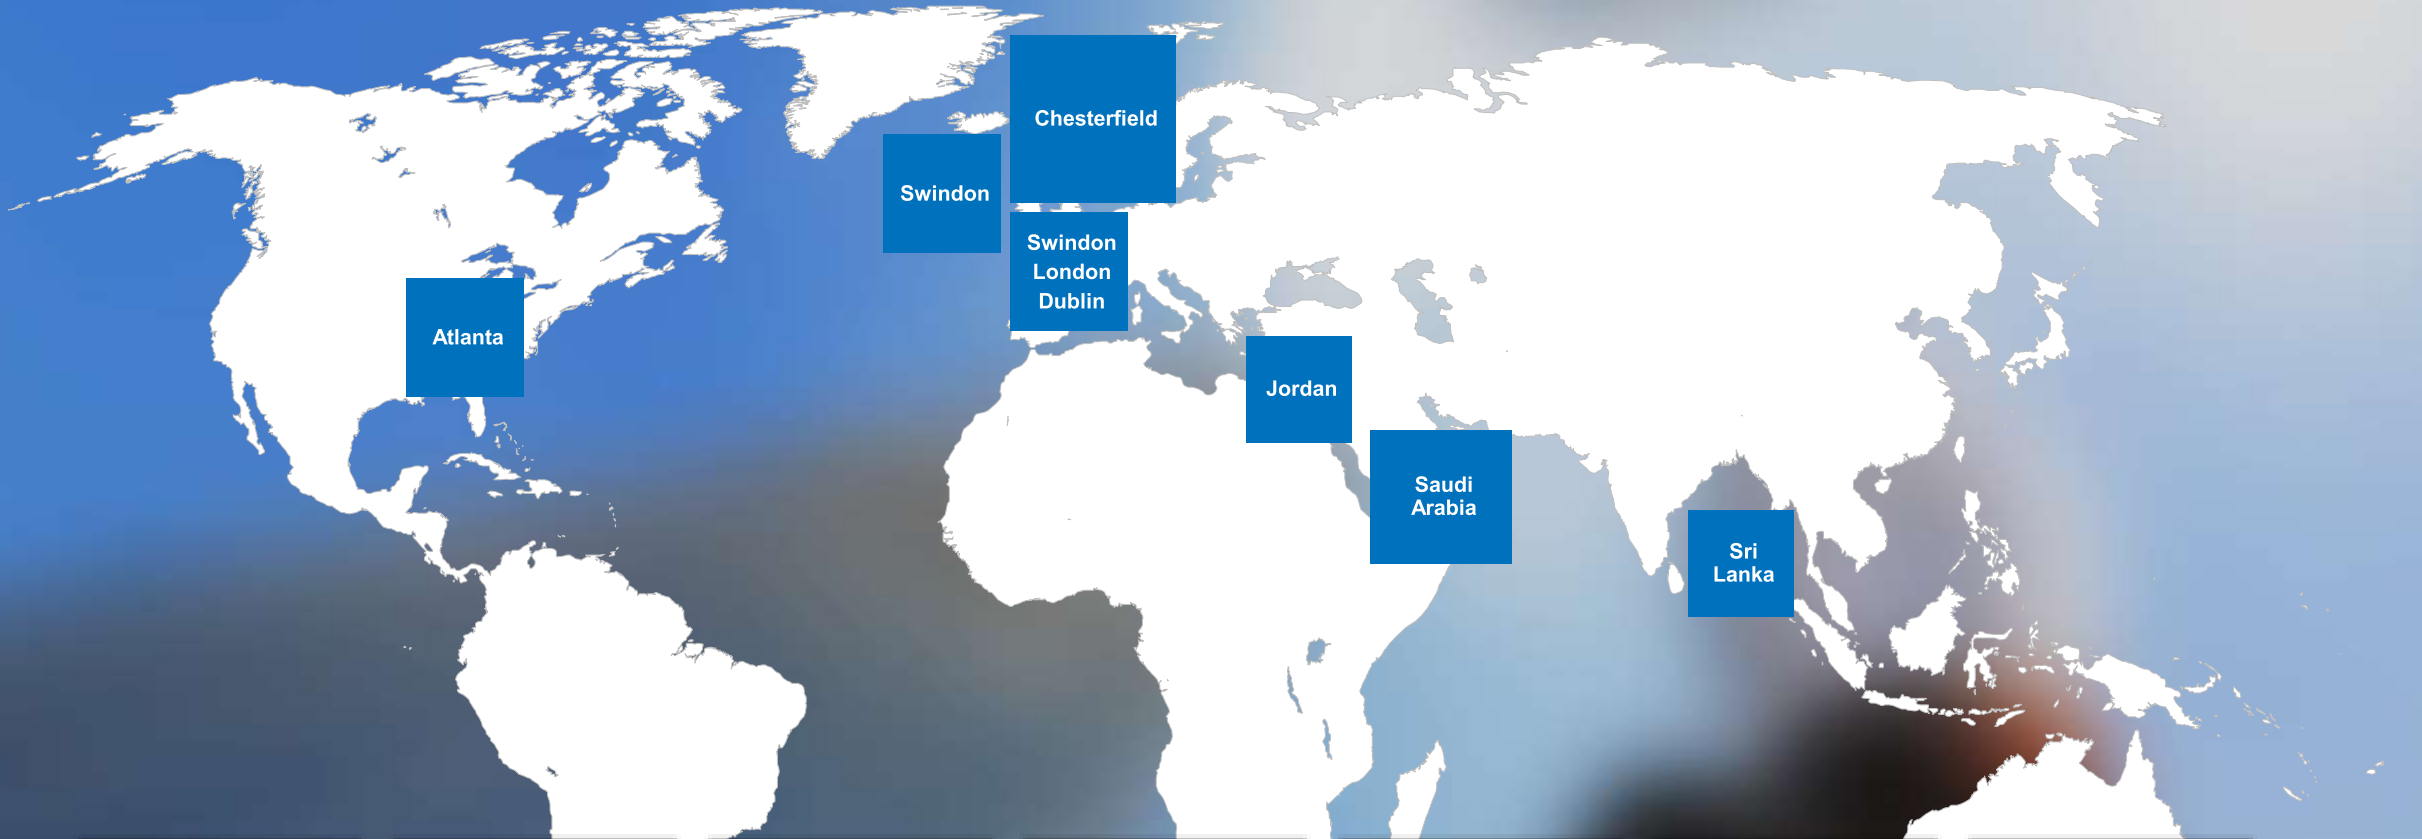 Chesterfield
Swindon
Swindon
London
Dublin
Atlanta
Jordan
Saudi
Arabia
Sri
Lanka